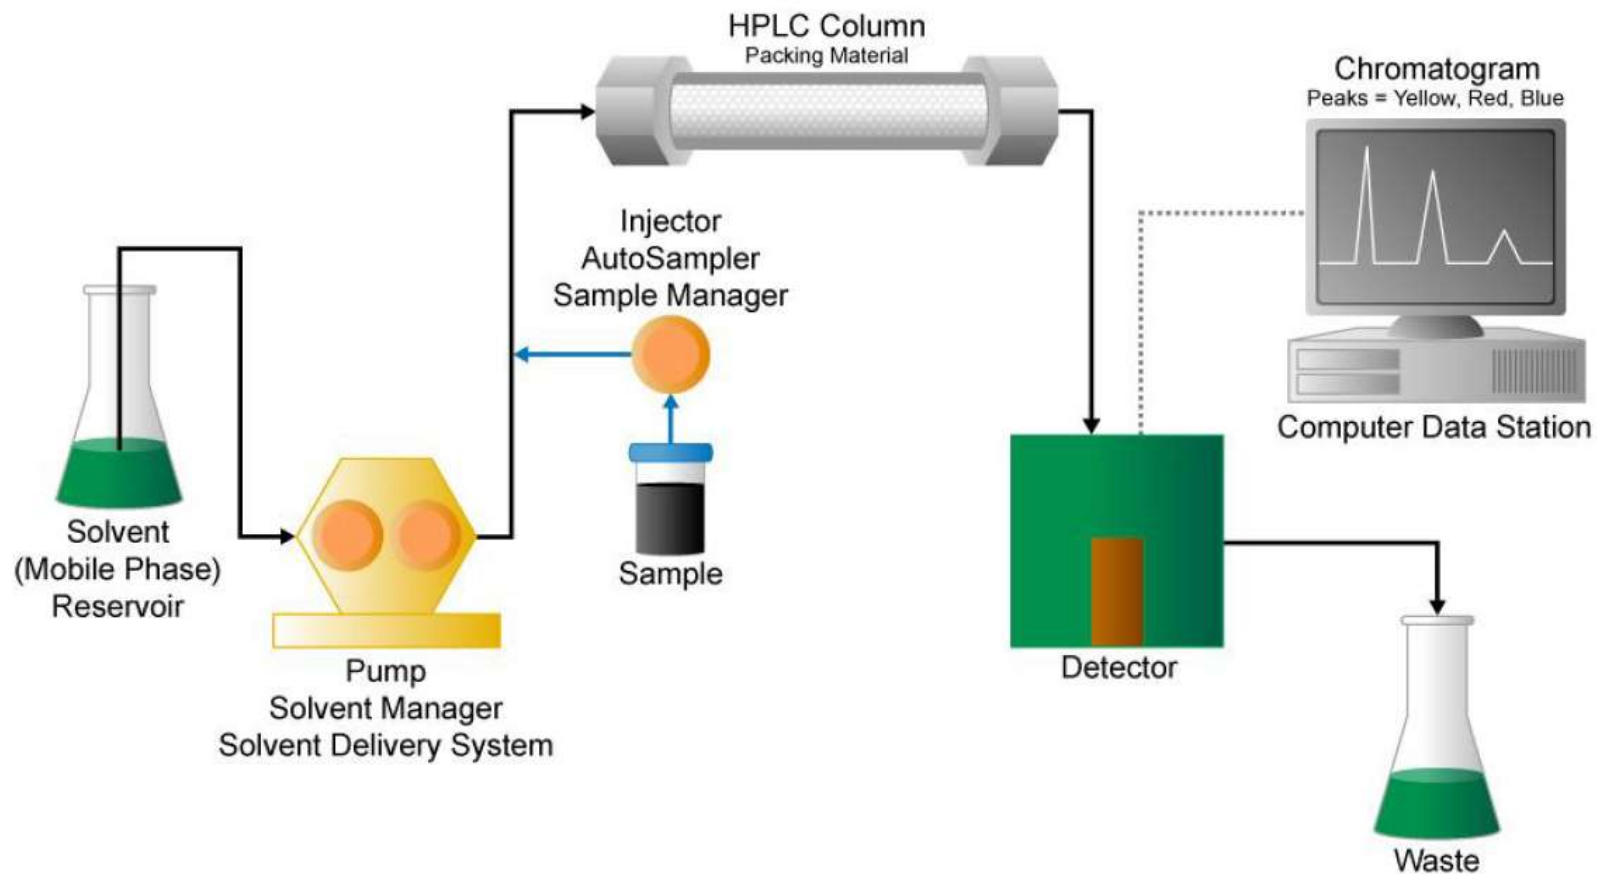 HPLC Column
Packing Material
Chromatogram
Peaks = Yellow, Red, Blue
Injector
AutoSampler
Sample Manager
Computer Data Station
Solvent
(Mobile Phase)
Reservoir
Sample
Detector
Pump
Solvent Manager
Solvent Delivery System
Waste